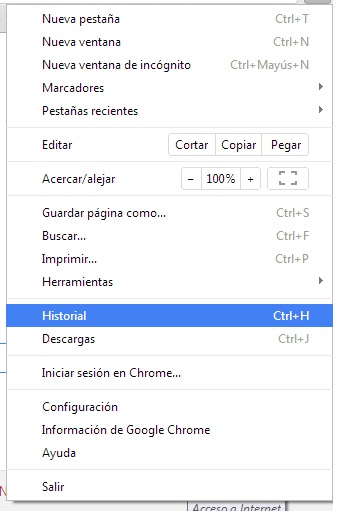 Nueva pestaña Ctrl+T
Nueva ventana Ctrl+N
Nueva ventana de incógnito Ctrl+Mayús+N
Marcadores
Pestañas recientes
Editar Cortar Copiar Pegar
Acercar/alejar − 100% +
Guardar página como... Ctrl+S
Buscar... Ctrl+F
Imprimir... Ctrl+P
Herramientas
Historial Ctrl+H
Descargas Ctrl+J
Iniciar sesión en Chrome...
Configuración
Información de Google Chrome
Ayuda
Salir
Acceso a Internet